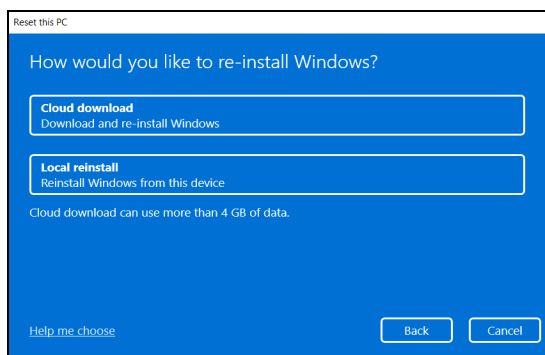 Reset this PC
How would you like to re-install Windows?
Cloud download
Download and re-install Windows
Local reinstall
Reinstall Windows from this device
Cloud download can use more than 4 GB of data.
Help me choose
Back
Cancel